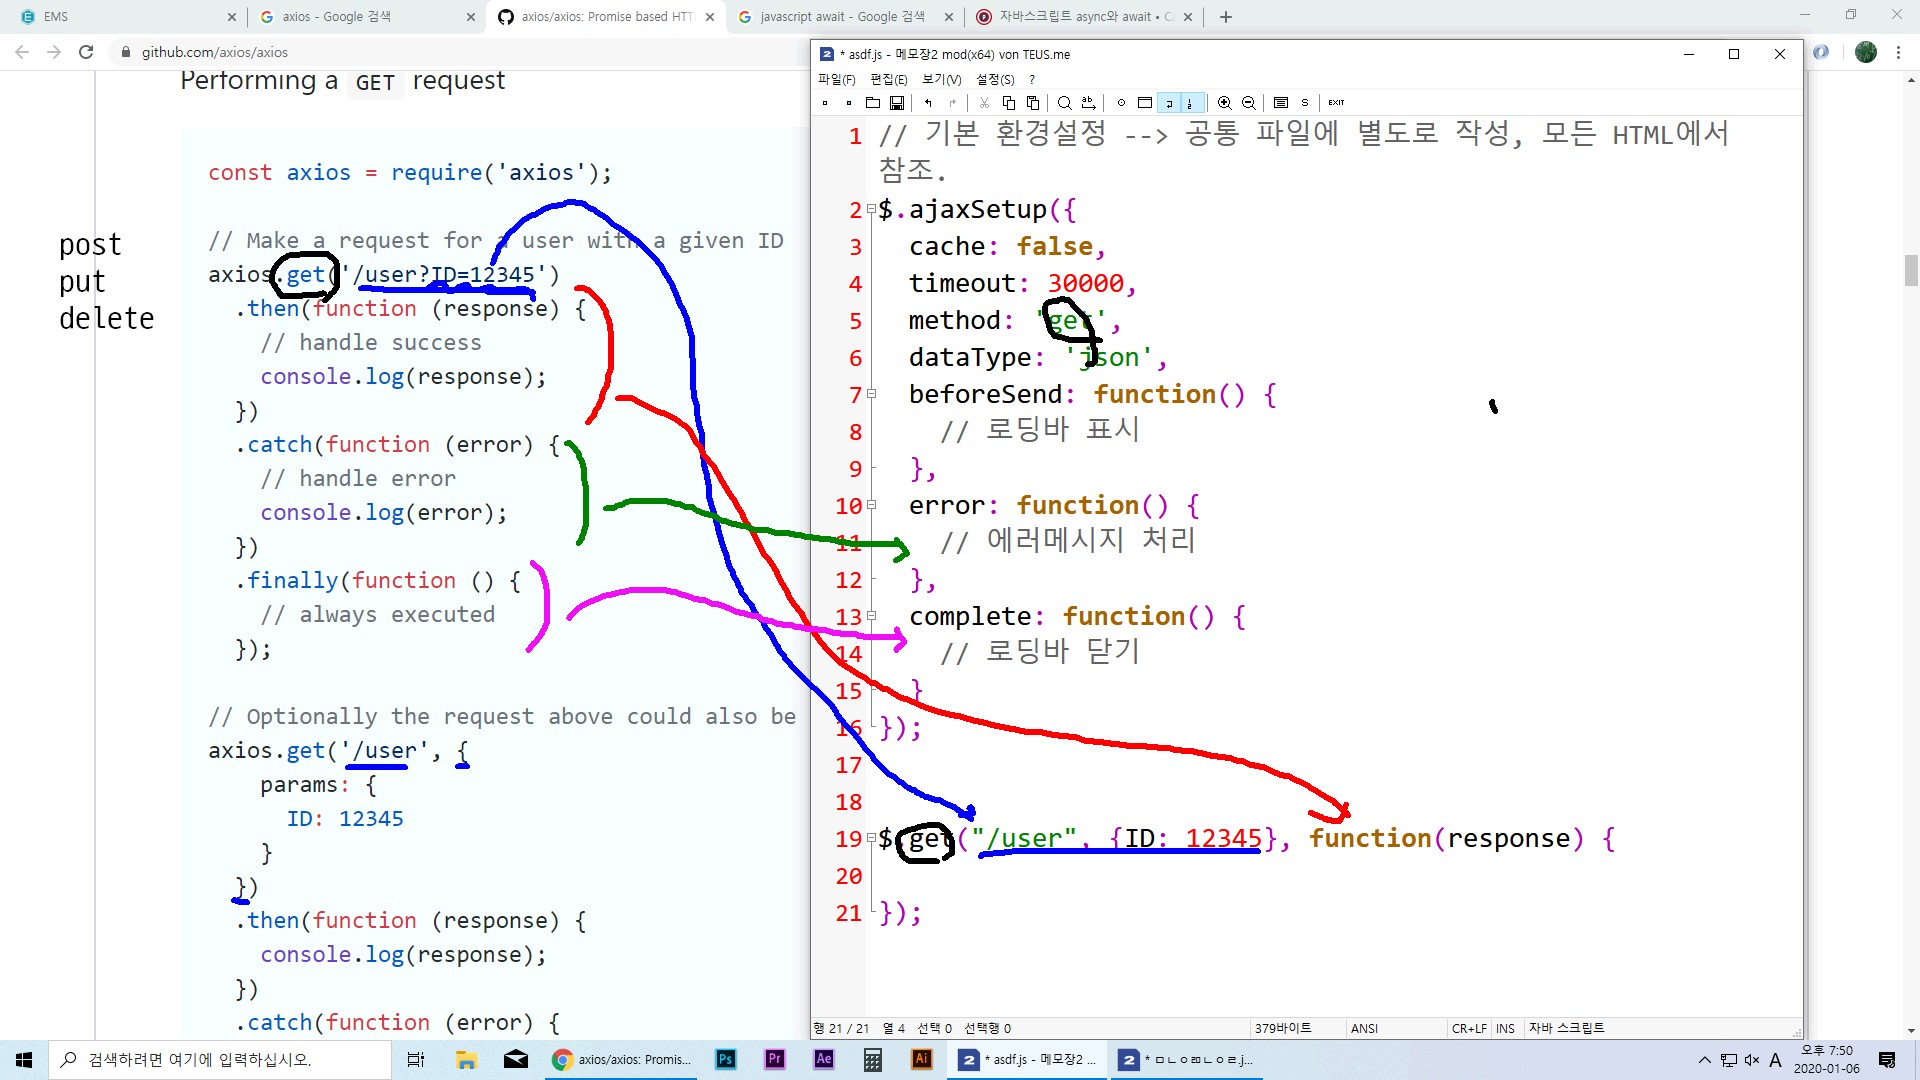 EMS
axios - Google 검색
axios/axios: Promise based HTT
javascript await - Google 검색
자바스크립트 async와 await • C
github.com/axios/axios
Performing a GET request
post
put
delete
const axios = require('axios');
// Make a request for a user with a given ID
axios.get('/user?ID=12345')
.then(function (response) {
// handle success
console.log(response);
})
.catch(function (error) {
// handle error
console.log(error);
})
.finally(function () {
// always executed
});
// Optionally the request above could also be
axios.get('/user', {
params: {
ID: 12345
}
})
.then(function (response) {
console.log(response);
})
.catch(function (error) {
* asdf.js - 메모장2 mod(x64) von TEUS.me
파일(F) 편집(E) 보기(V) 설정(S) ?
EXIT
1 // 기본 환경설정 --> 공통 파일에 별도로 작성, 모든 HTML에서
참조.
2 $.ajaxSetup({
3 cache: false,
4 timeout: 30000,
5 method: 'get',
6 dataType: 'json',
7 beforeSend: function() {
8 // 로딩바 표시
9 },
10 error: function() {
11 // 에러메시지 처리
12 },
13 complete: function() {
14 // 로딩바 닫기
15 }
16 });
17
18
19 $.get("/user", {ID: 12345}, function(response) {
20
21 });
행 21 / 21 열 4 선택 0 선택행 0 379바이트 ANSI CR+LF INS 자바 스크립트
검색하려면 여기에 입력하십시오.
axios/axios: Promis...
Ps
Pr
Ae
Ai
* asdf.js - 메모장2 ...
* ㅁㄴㅇㄻㄴㅇㄹ.j...
A
오후 7:50
2020-01-06